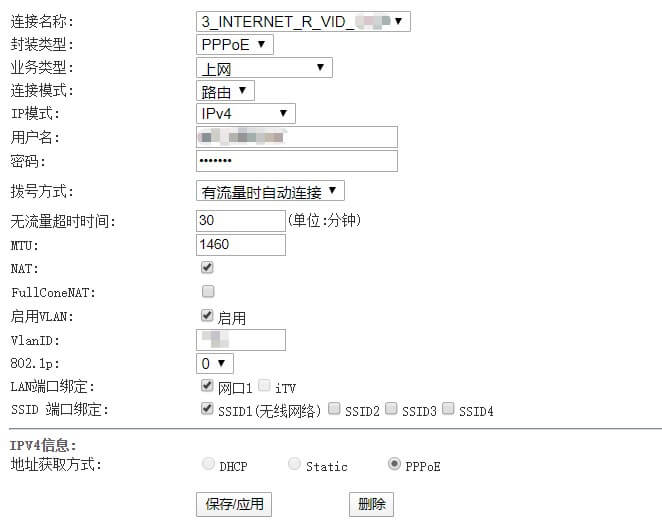 连接名称: 3_INTERNET_R_VID_
封装类型: PPPoE
业务类型: 上网
连接模式: 路由
IP模式: IPv4
用户名:
密码: •••••••
拨号方式: 有流量时自动连接
无流量超时时间: 30 (单位:分钟)
MTU: 1460
NAT:
FullConeNAT:
启用VLAN: 启用
VlanID:
802.1p: 0
LAN端口绑定: 网口1 iTV
SSID 端口绑定: SSID1(无线网络) SSID2 SSID3 SSID4
IPV4信息:
地址获取方式: DHCP Static PPPoE
保存/应用 删除